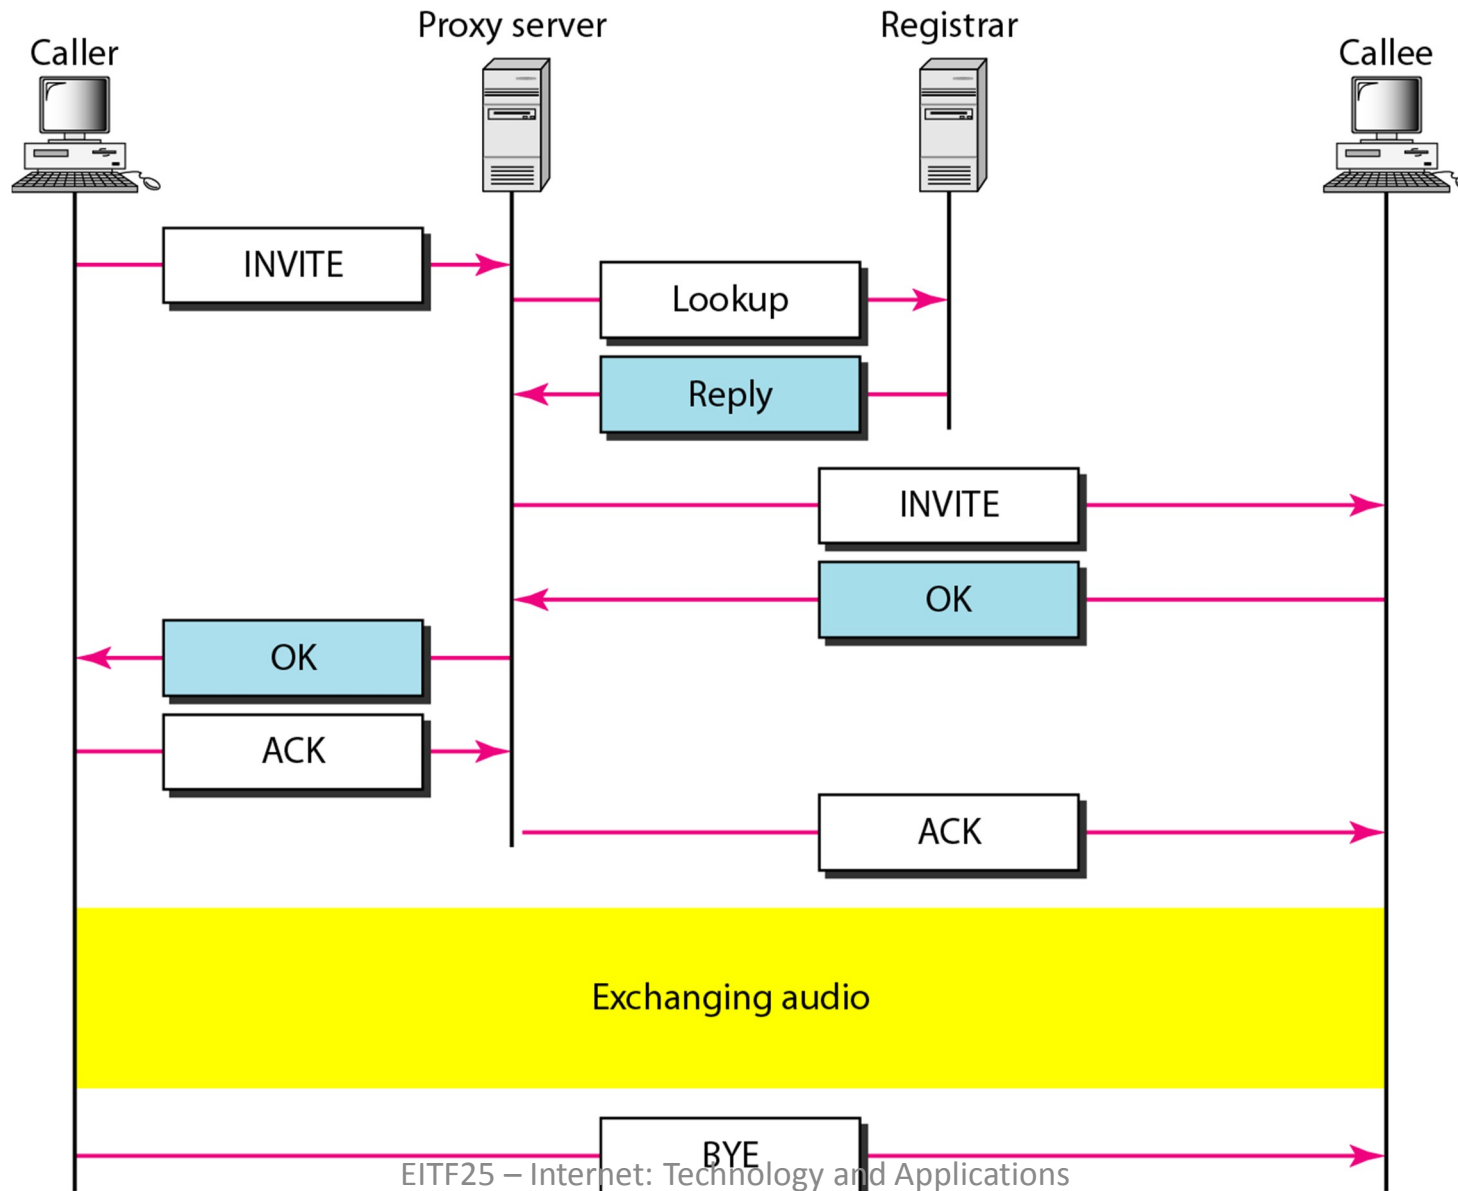 Proxy server
Registrar
Caller
Callee
INVITE
Lookup
Reply
INVITE
OK
OK
ACK
ACK
Exchanging audio
BYE
EITF25 – Internet: Technology and Applications